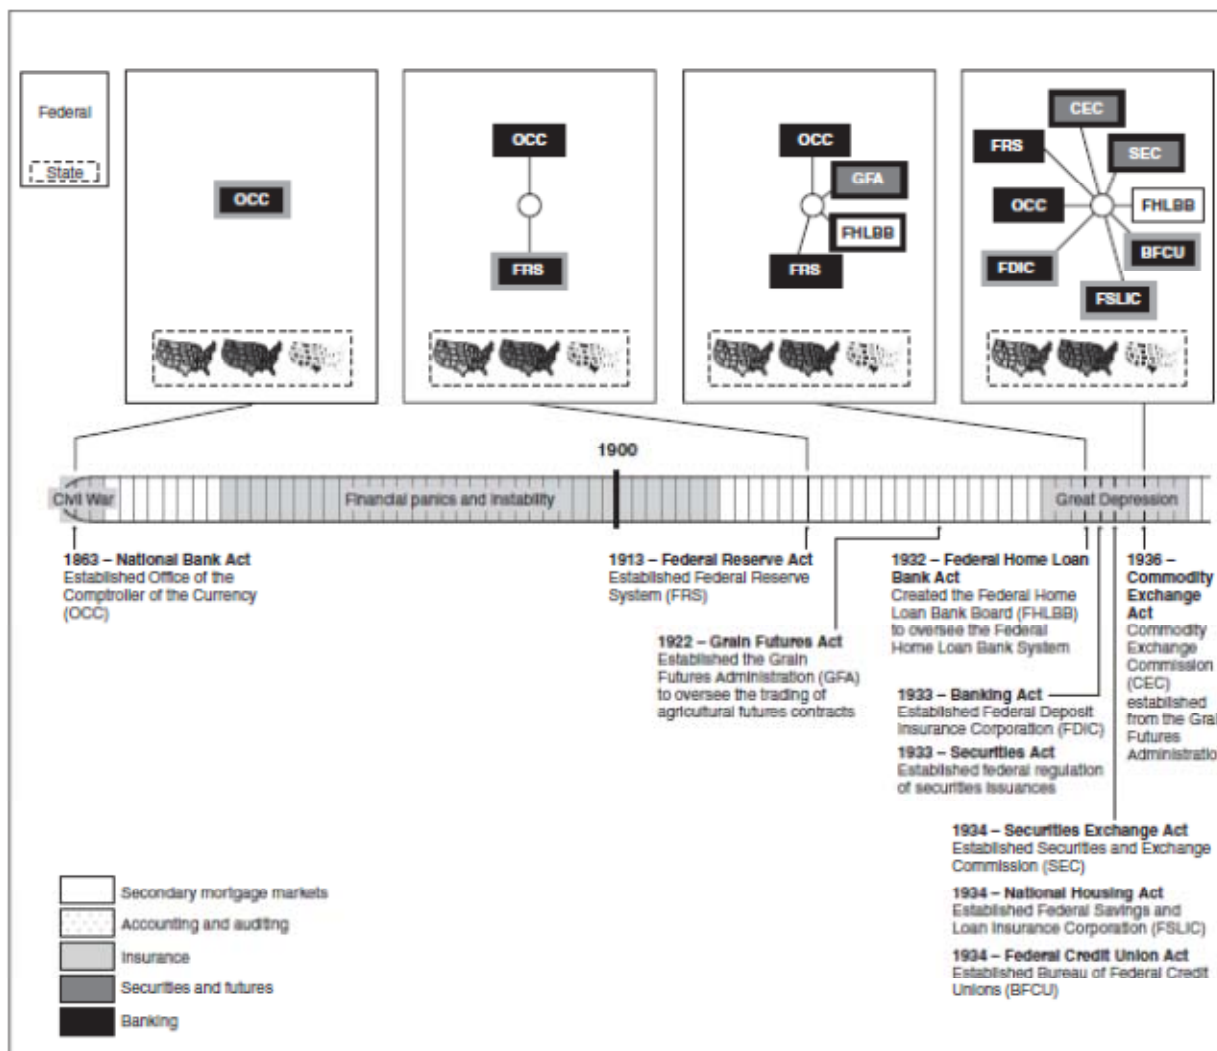 Federal
State
OCC
OCC
FRS
OCC
GFA
FHLBB
FRS
CEC
FRS
SEC
OCC
FHLBB
FDIC
BFCU
FSLIC
1900
Civil War
Financial panics and instability
Great Depression
1863 – National Bank Act
Established Office of the
Comptroller of the Currency
(OCC)
1913 – Federal Reserve Act
Established Federal Reserve
System (FRS)
1922 – Grain Futures Act
Established the Grain
Futures Administration (GFA)
to oversee the trading of
agricultural futures contracts
1932 – Federal Home Loan
Bank Act
Created the Federal Home
Loan Bank Board (FHLBB)
to oversee the Federal
Home Loan Bank System
1933 – Banking Act
Established Federal Deposit
Insurance Corporation (FDIC)
1933 – Securities Act
Established federal regulation
of securities issuances
1934 – Securities Exchange Act
Established Securities and Exchange
Commission (SEC)
1934 – National Housing Act
Established Federal Savings and
Loan Insurance Corporation (FSLIC)
1934 – Federal Credit Union Act
Established Bureau of Federal Credit
Unions (BFCU)
1936 –
Commodity
Exchange
Act
Commodity
Exchange
Commission
(CEC)
established
from the Grai
Futures
Administratio
Secondary mortgage markets
Accounting and auditing
Insurance
Securities and futures
Banking